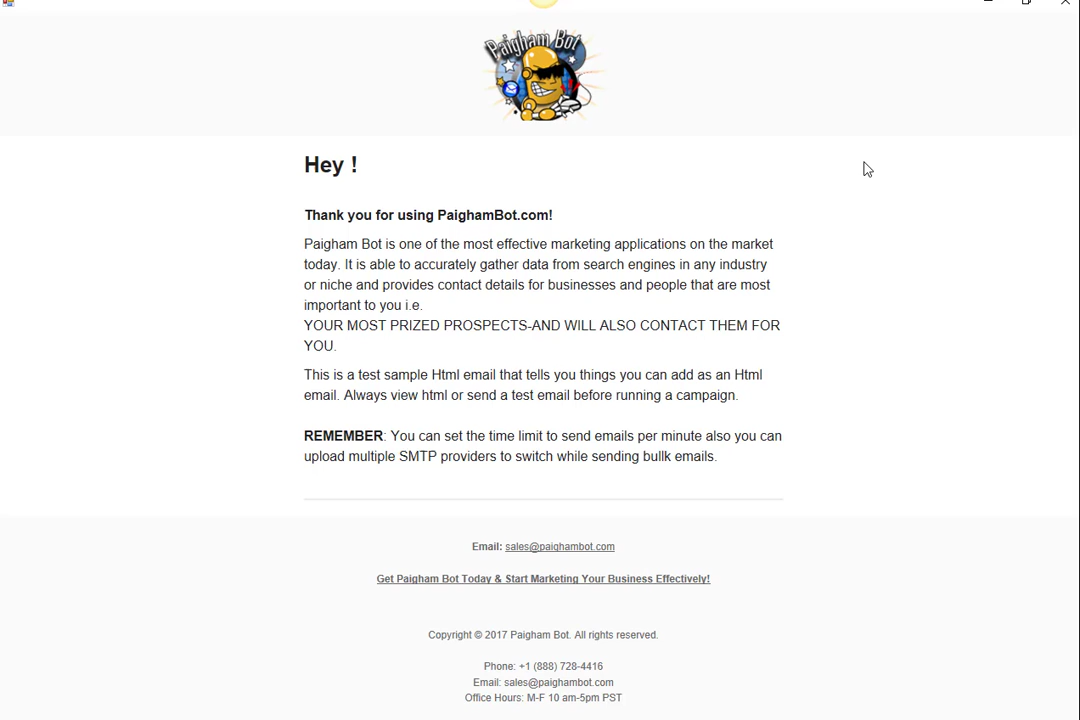 Paigham Bot
Hey !
Thank you for using PaighamBot.com!
Paigham Bot is one of the most effective marketing applications on the market
today. It is able to accurately gather data from search engines in any industry
or niche and provides contact details for businesses and people that are most
important to you i.e.
YOUR MOST PRIZED PROSPECTS-AND WILL ALSO CONTACT THEM FOR
YOU.
This is a test sample Html email that tells you things you can add as an Html
email. Always view html or send a test email before running a campaign.
REMEMBER: You can set the time limit to send emails per minute also you can
upload multiple SMTP providers to switch while sending bullk emails.
Email: sales@paighambot.com
Get Paigham Bot Today & Start Marketing Your Business Effectively!
Copyright © 2017 Paigham Bot. All rights reserved.
Phone: +1 (888) 728-4416
Email: sales@paighambot.com
Office Hours: M-F 10 am-5pm PST